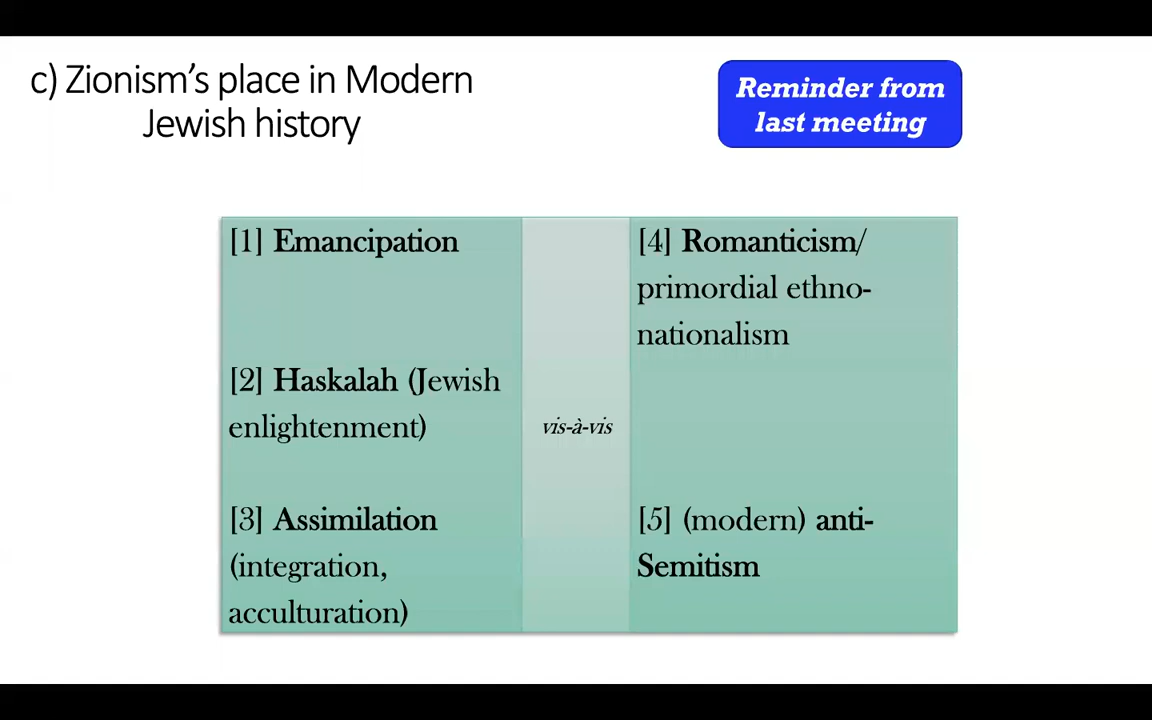 c) Zionism's place in Modern
Jewish history
Reminder from
last meeting
[1] Emancipation
[2] Haskalah (Jewish
enlightenment)
[3] Assimilation
(integration,
acculturation)
vis-à-vis
[4] Romanticism/
primordial ethno-
nationalism
[5] (modern) anti-
Semitism